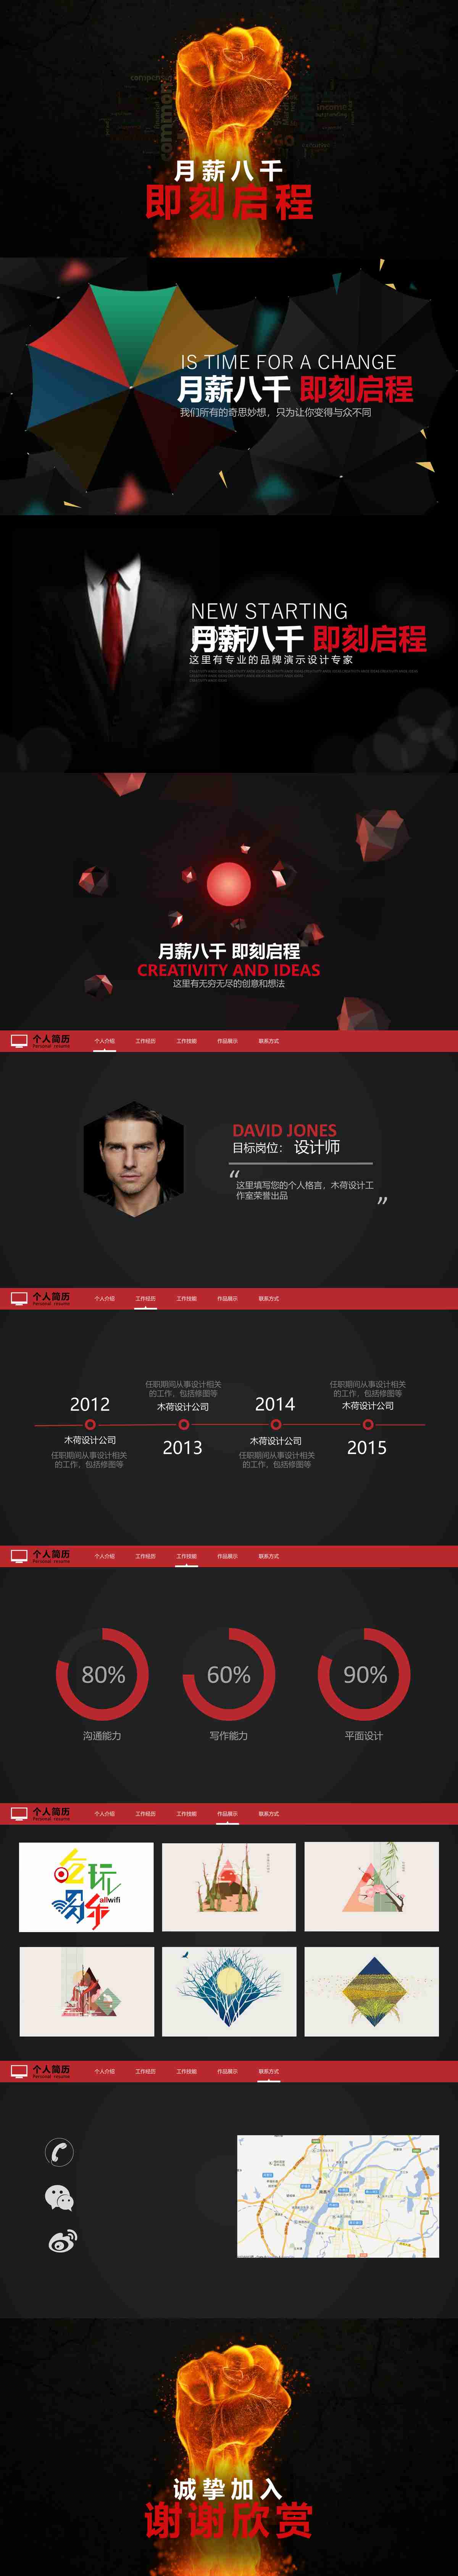 compens
common
income
outstanding
月薪八千
即刻启程
IS TIME FOR A CHANGE
月薪八千 即刻启程
我们所有的奇思妙想，只为让你变得与众不同
NEW STARTING
月薪八千 即刻启程
这里有专业的品牌演示设计专家
月薪八千 即刻启程
CREATIVITY AND IDEAS
这里有无穷无尽的创意和想法
个人简历
Personal resume
个人介绍 工作经历 工作技能 作品展示 联系方式
DAVID JONES
目标岗位： 设计师
“ 这里填写您的个人格言，木荷设计工
作室荣誉出品 ”
个人简历
Personal resume
个人介绍 工作经历 工作技能 作品展示 联系方式
2012
木荷设计公司
任职期间从事设计相关
的工作，包括修图等
任职期间从事设计相关
的工作，包括修图等
木荷设计公司
2013
2014
木荷设计公司
任职期间从事设计相关
的工作，包括修图等
任职期间从事设计相关
的工作，包括修图等
木荷设计公司
2015
个人简历
Personal resume
个人介绍 工作经历 工作技能 作品展示 联系方式
80%
沟通能力
60%
写作能力
90%
平面设计
个人简历
Personal resume
个人介绍 工作经历 工作技能 作品展示 联系方式
吃玩
喝乐
allwifi
个人简历
Personal resume
个人介绍 工作经历 工作技能 作品展示 联系方式
诚挚加入
谢谢欣赏